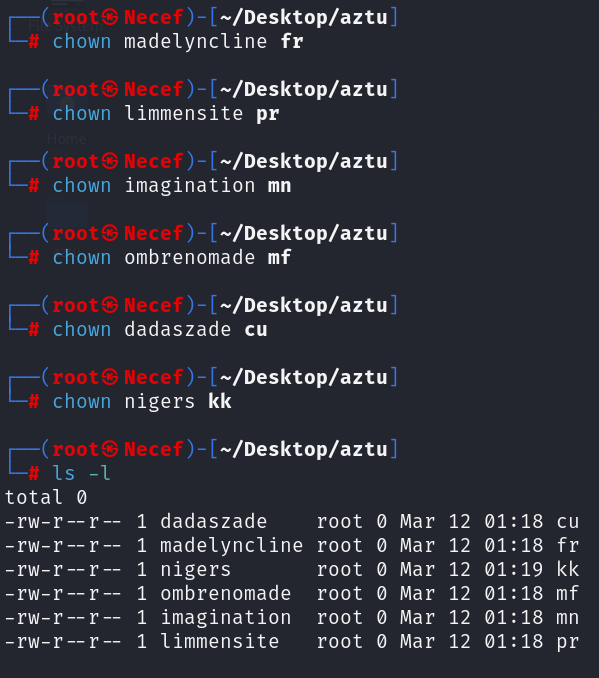 ┌──(root㉿Necef)-[~/Desktop/aztu]
└─# chown madelyncline fr
┌──(root㉿Necef)-[~/Desktop/aztu]
└─# chown limmensite pr
Home
┌──(root㉿Necef)-[~/Desktop/aztu]
└─# chown imagination mn
┌──(root㉿Necef)-[~/Desktop/aztu]
└─# chown ombrenomade mf
┌──(root㉿Necef)-[~/Desktop/aztu]
└─# chown dadaszade cu
┌──(root㉿Necef)-[~/Desktop/aztu]
└─# chown nigers kk
┌──(root㉿Necef)-[~/Desktop/aztu]
└─# ls -l
total 0
-rw-r--r-- 1 dadaszade    root 0 Mar 12 01:18 cu
-rw-r--r-- 1 madelyncline root 0 Mar 12 01:18 fr
-rw-r--r-- 1 nigers       root 0 Mar 12 01:19 kk
-rw-r--r-- 1 ombrenomade  root 0 Mar 12 01:18 mf
-rw-r--r-- 1 imagination  root 0 Mar 12 01:18 mn
-rw-r--r-- 1 limmensite   root 0 Mar 12 01:18 pr